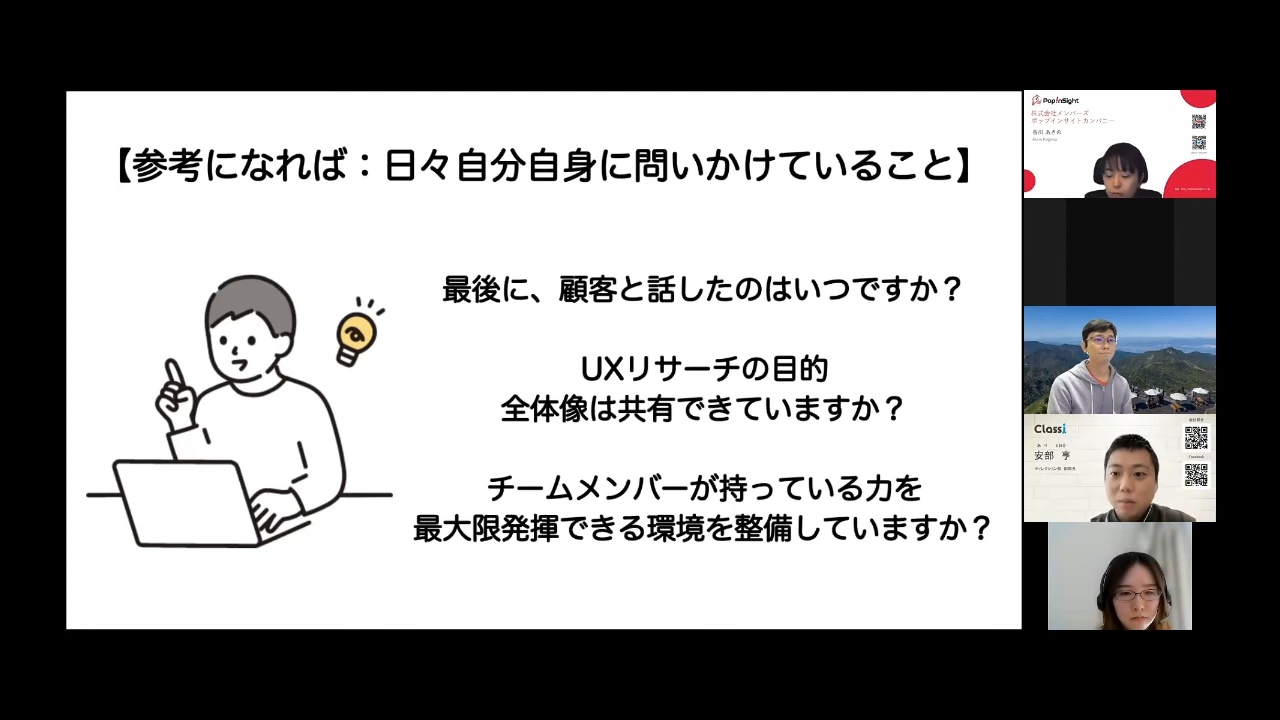 【参考になれば：日々自分自身に問いかけていること】
最後に、顧客と話したのはいつですか？
UXリサーチの目的
全体像は共有できていますか？
チームメンバーが持っている力を
最大限発揮できる環境を整備していますか？
PopInSight
株式会社メンバーズ
ポップインサイトカンパニー
Classi
安部 亨
Facebook